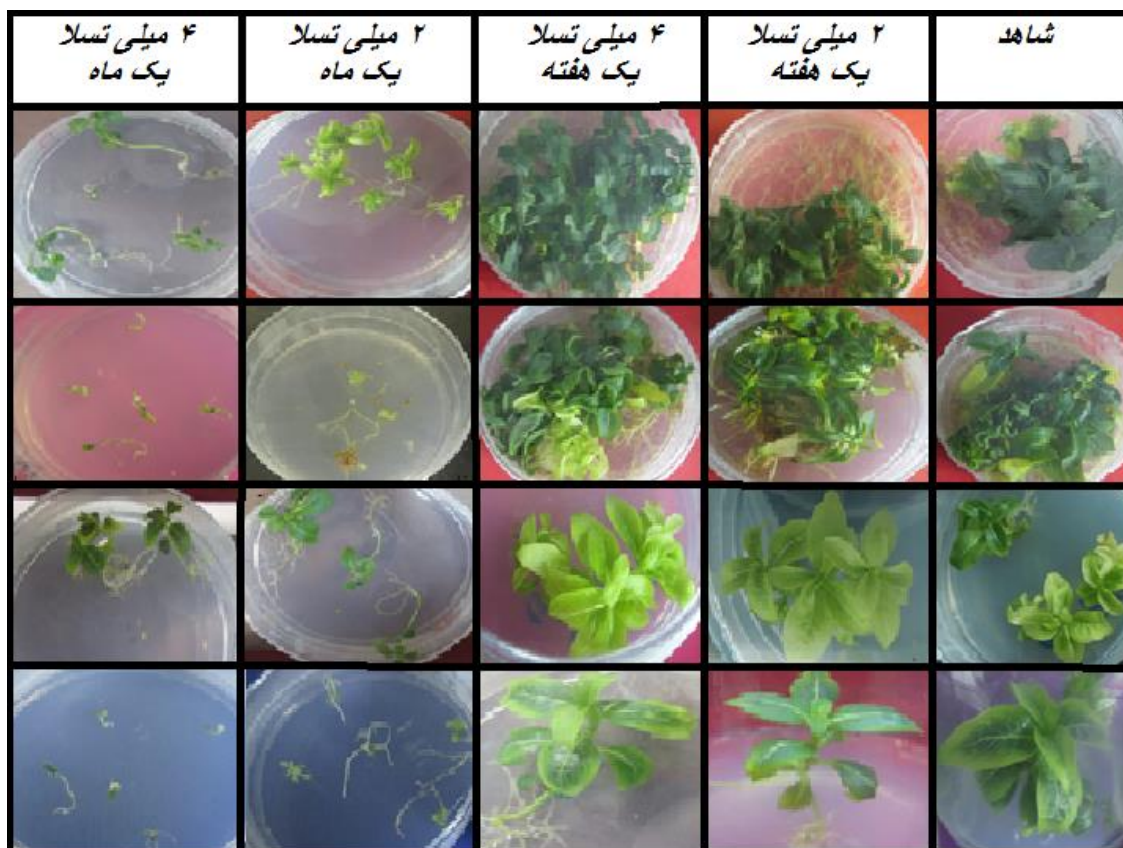 شاهد
۲ میلی تسلا
یک هفته
۴ میلی تسلا
یک هفته
۲ میلی تسلا
یک ماه
۴ میلی تسلا
یک ماه